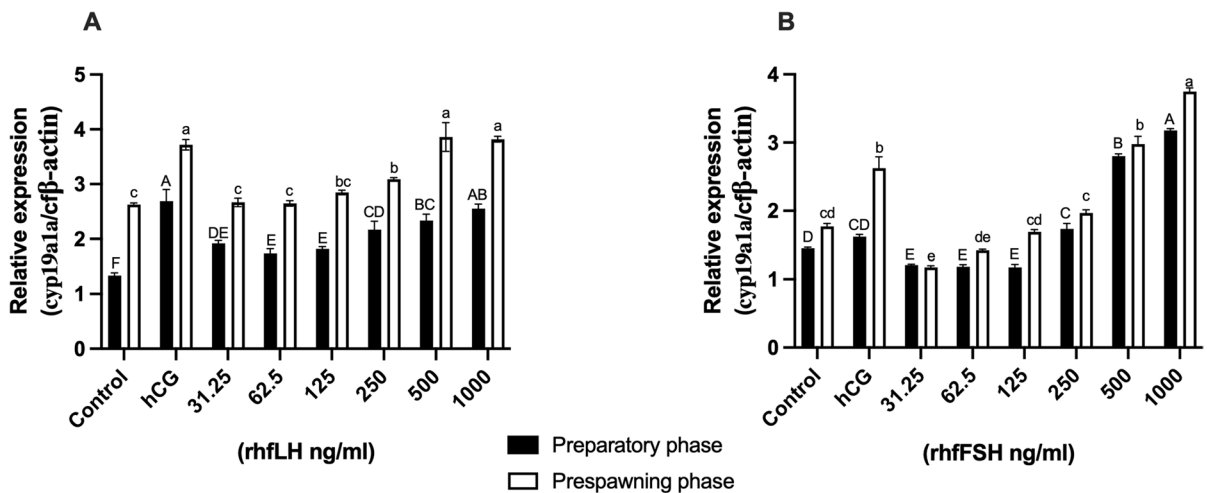 A
Relative expression
(cyp19a1a/cfβ-actin)
5
4
3
2
1
0
F
c
A
a
DE
c
E
c
E
bc
CD
b
BC
a
AB
a
Control
hCG
31.25
62.5
125
250
500
1000
(rhfLH ng/ml)
B
Relative expression
(cyp19a1a/cfβ-actin)
4
3
2
1
0
D
cd
CD
b
E
e
E
de
E
cd
C
c
B
b
A
a
Control
hCG
31.25
62.5
125
250
500
1000
(rhfFSH ng/ml)
Preparatory phase
Prespawning phase